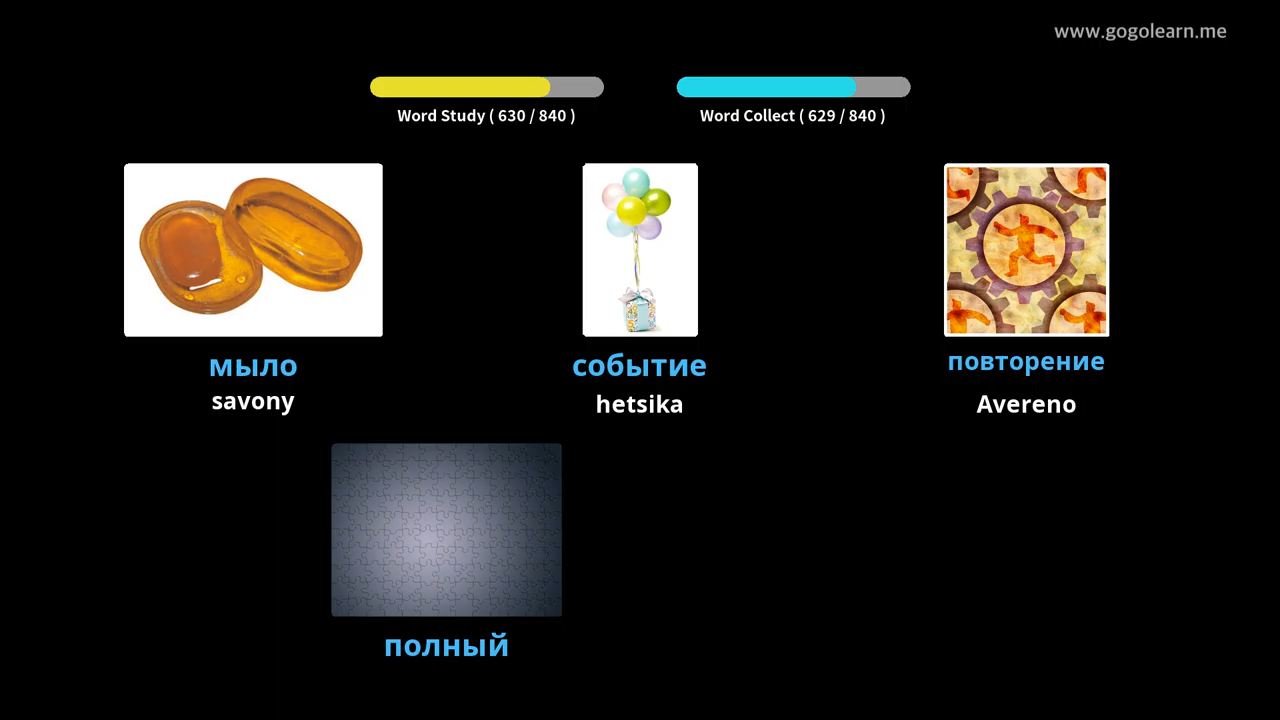 www.gogolearn.me
Word Study ( 630 / 840 )
Word Collect ( 629 / 840 )
мыло
savony
событие
hetsika
повторение
Avereno
полный